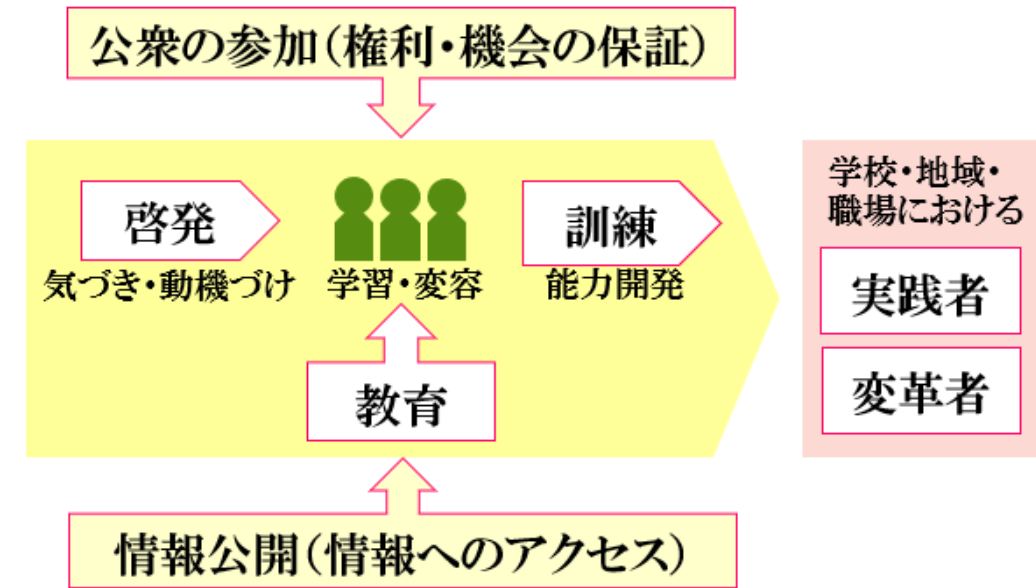 公衆の参加(権利・機会の保証)
啓発
気づき・動機づけ
学習・変容
訓練
能力開発
教育
学校・地域・
職場における
実践者
変革者
情報公開(情報へのアクセス)